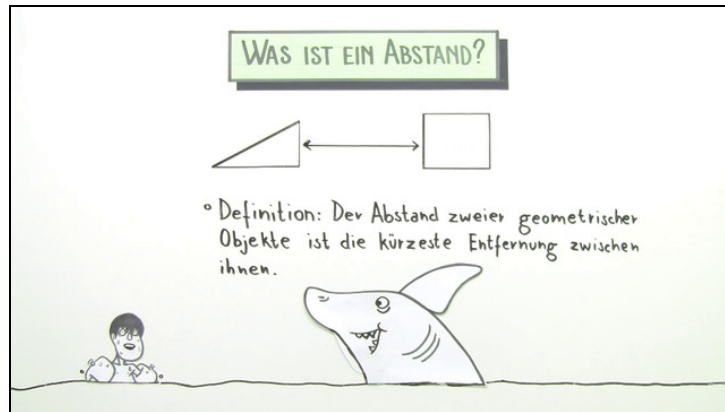 WAS IST EIN ABSTAND?
° Definition: Der Abstand zweier geometrischer
Objekte ist die kürzeste Entfernung zwischen
ihnen.